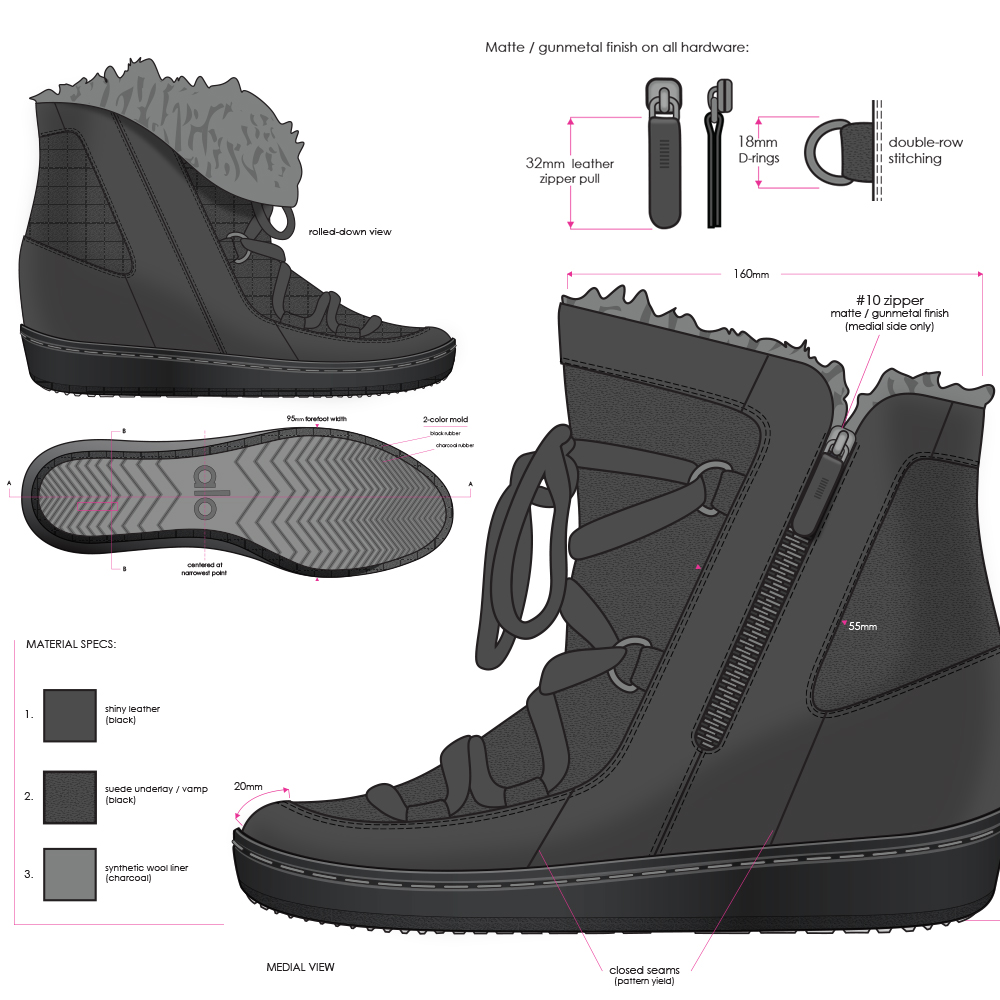 Matte / gunmetal finish on all hardware:
32mm leather
zipper pull
18mm
D-rings
double-row
stitching
rolled-down view
160mm
#10 zipper
matte / gunmetal finish
(medial side only)
95mm forefoot width
2-color mold
black rubber
charcoal rubber
B
A
A
B
alo
centered at
narrowest point
55mm
MATERIAL SPECS:
1.
shiny leather
(black)
2.
suede underlay / vamp
(black)
3.
synthetic wool liner
(charcoal)
20mm
MEDIAL VIEW
closed seams
(pattern yield)